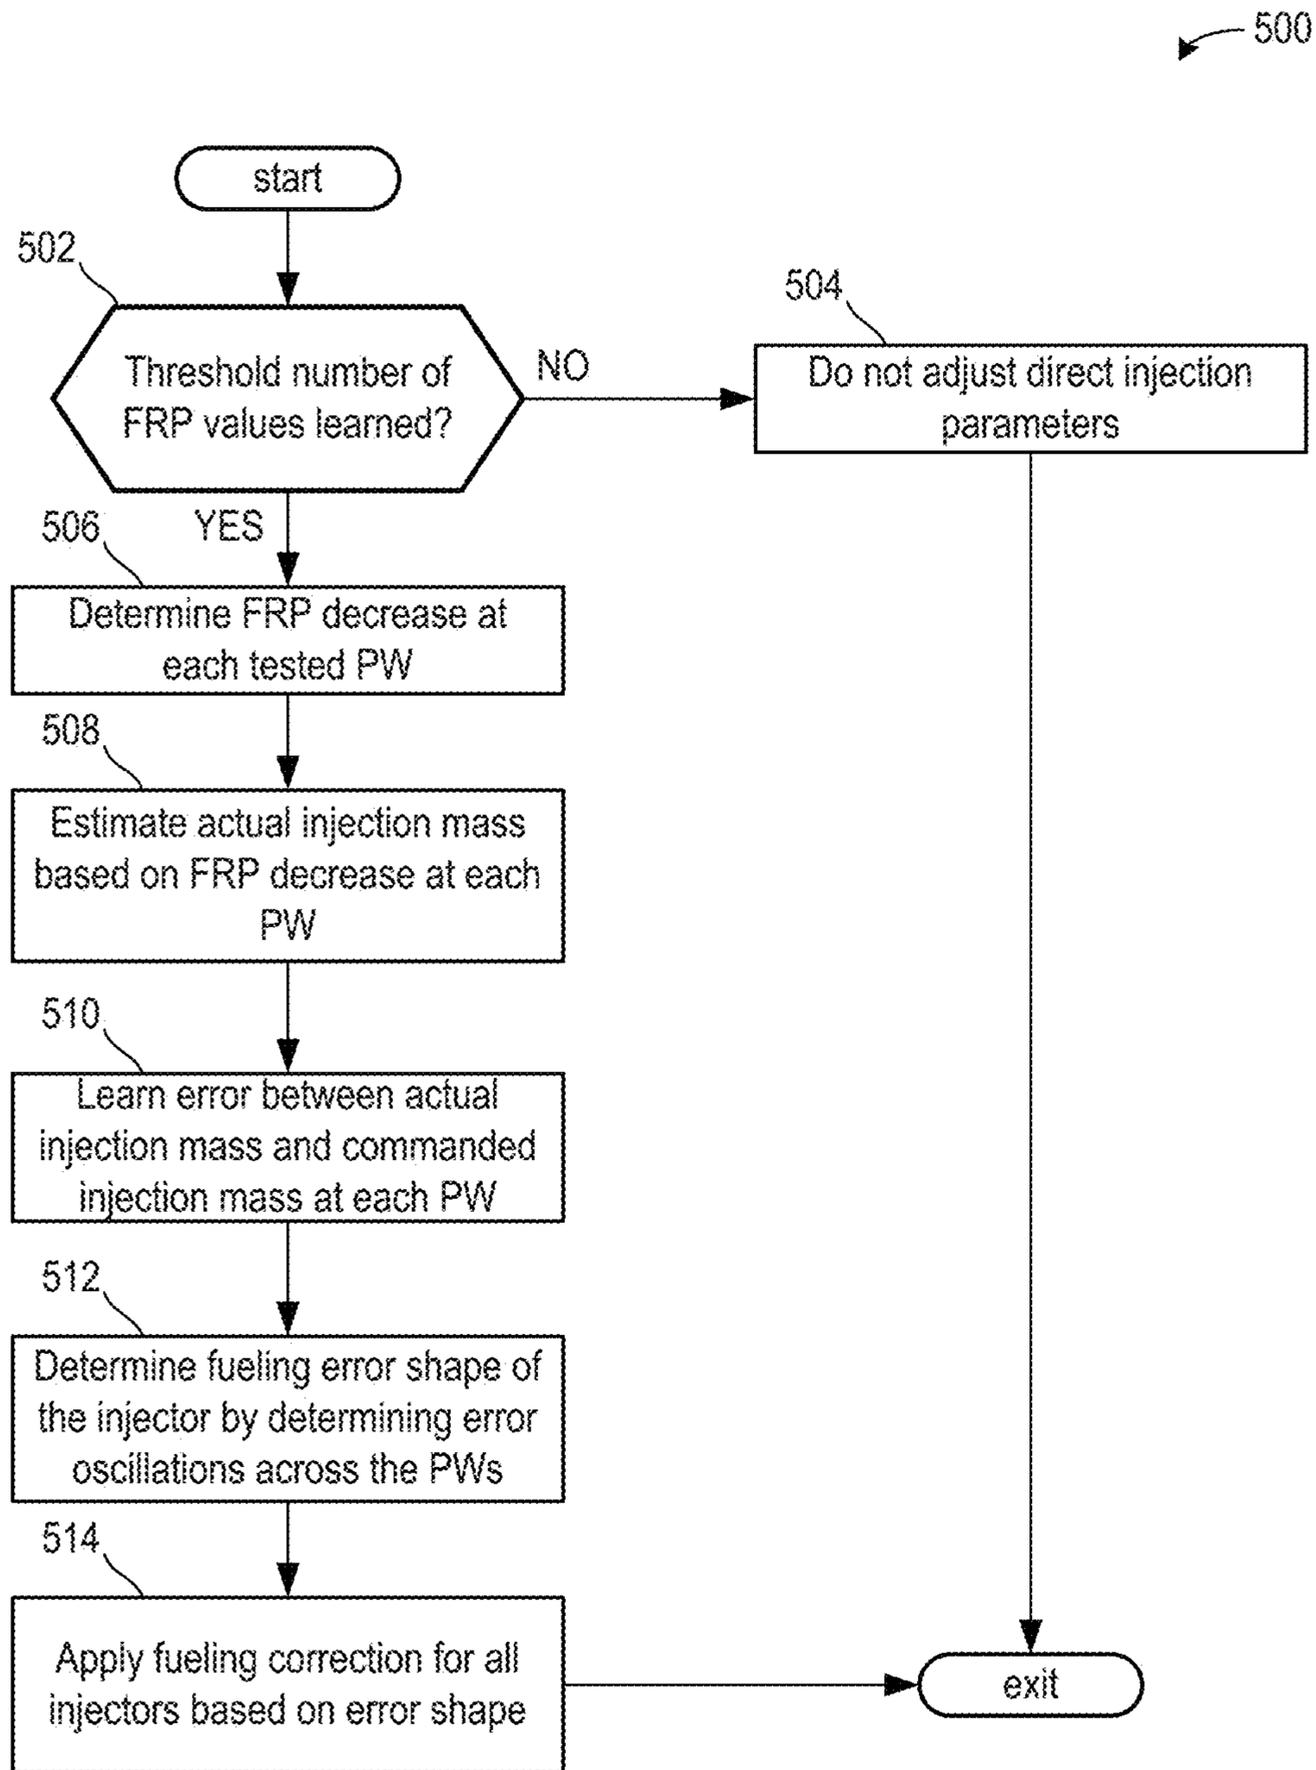 500
start
502
Threshold number of
FRP values learned?
NO
504
Do not adjust direct injection
parameters
YES
506
Determine FRP decrease at
each tested PW
508
Estimate actual injection mass
based on FRP decrease at each
PW
510
Learn error between actual
injection mass and commanded
injection mass at each PW
512
Determine fueling error shape of
the injector by determining error
oscillations across the PWs
514
Apply fueling correction for all
injectors based on error shape
exit